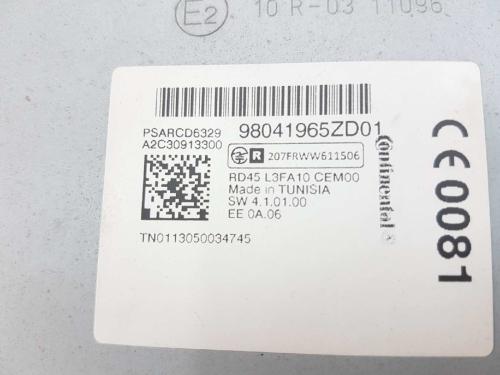 E2 10 R-03 11096
PSARCD6329 98041965ZD01
A2C30913300
R 207FRWW611506
RD45 L3FA10 CEM00
Made in TUNISIA
SW 4.1.01.00
EE 0A.06
TN0113050034745
Continental
CE 0081